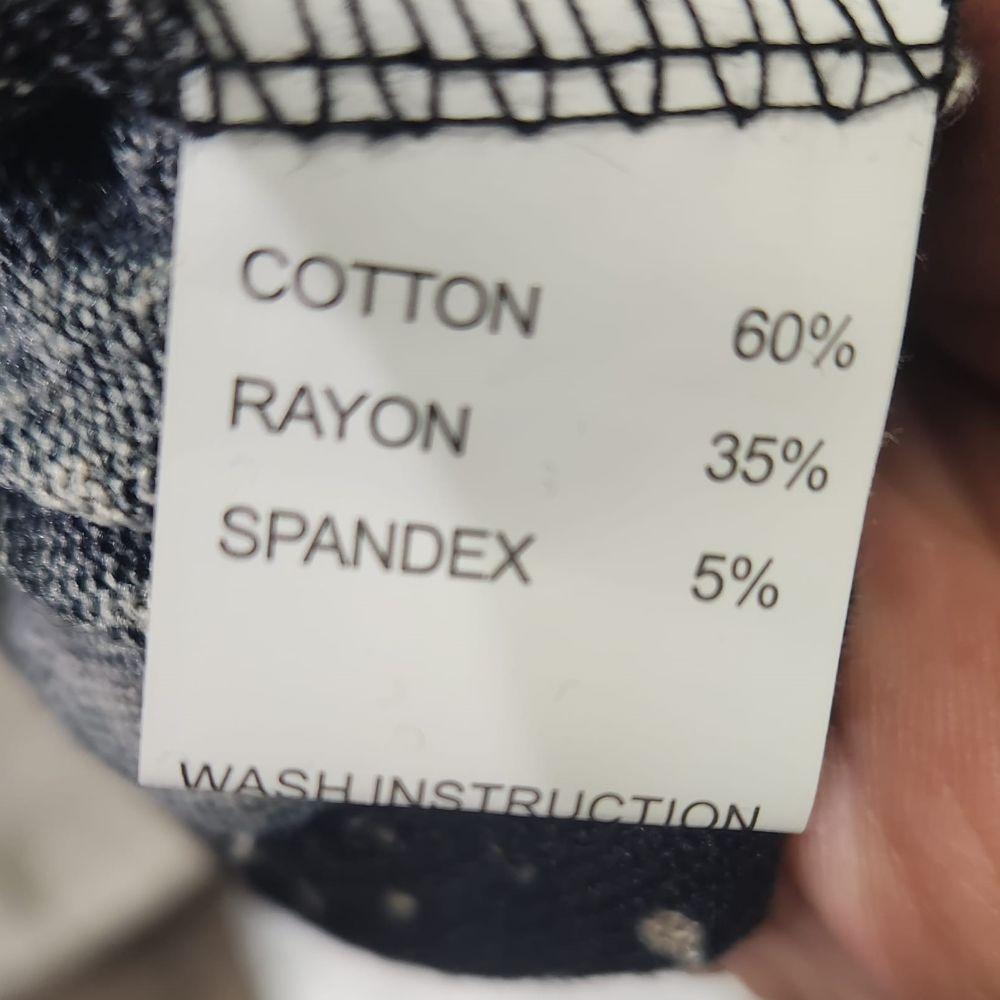 COTTON 60%
RAYON 35%
SPANDEX 5%
WASH INSTRUCTION